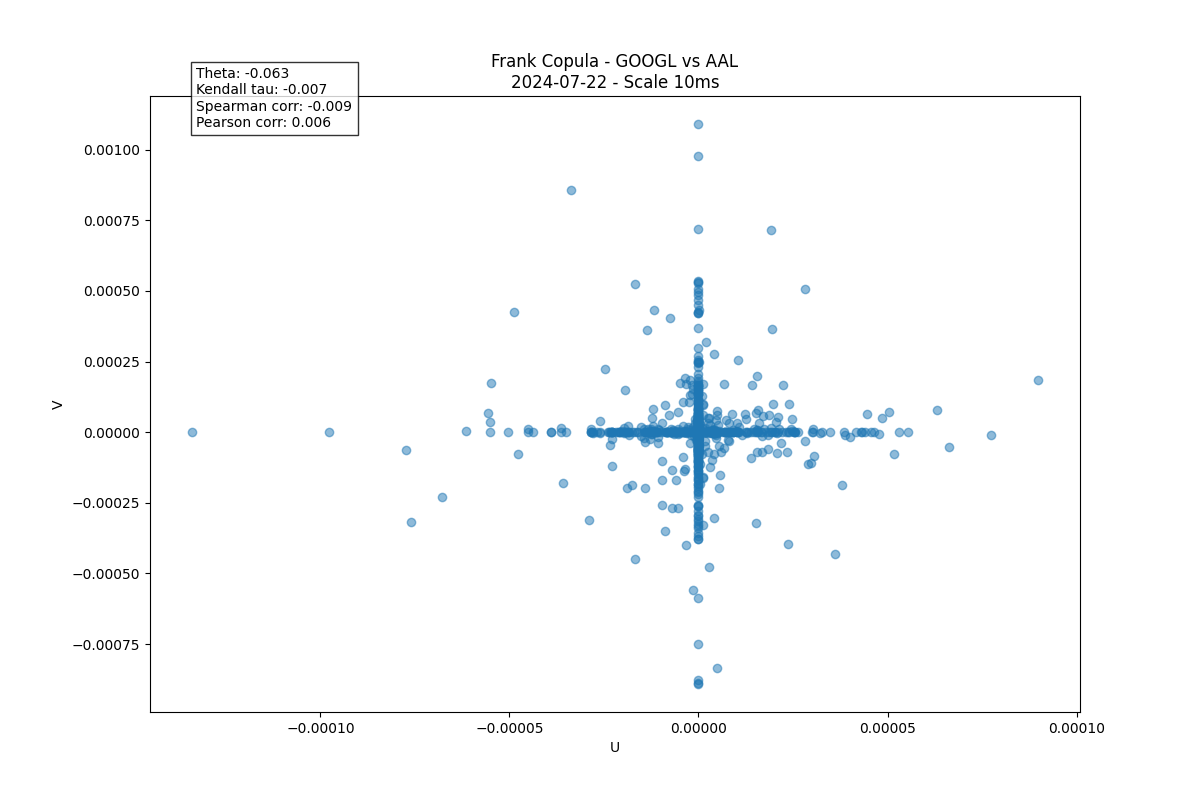 Frank Copula - GOOGL vs AAL
2024-07-22 - Scale 10ms
Theta: -0.063
Kendall tau: -0.007
Spearman corr: -0.009
Pearson corr: 0.006
0.00100
0.00075
0.00050
0.00025
0.00000
−0.00025
−0.00050
−0.00075
V
−0.00010
−0.00005
0.00000
0.00005
0.00010
U